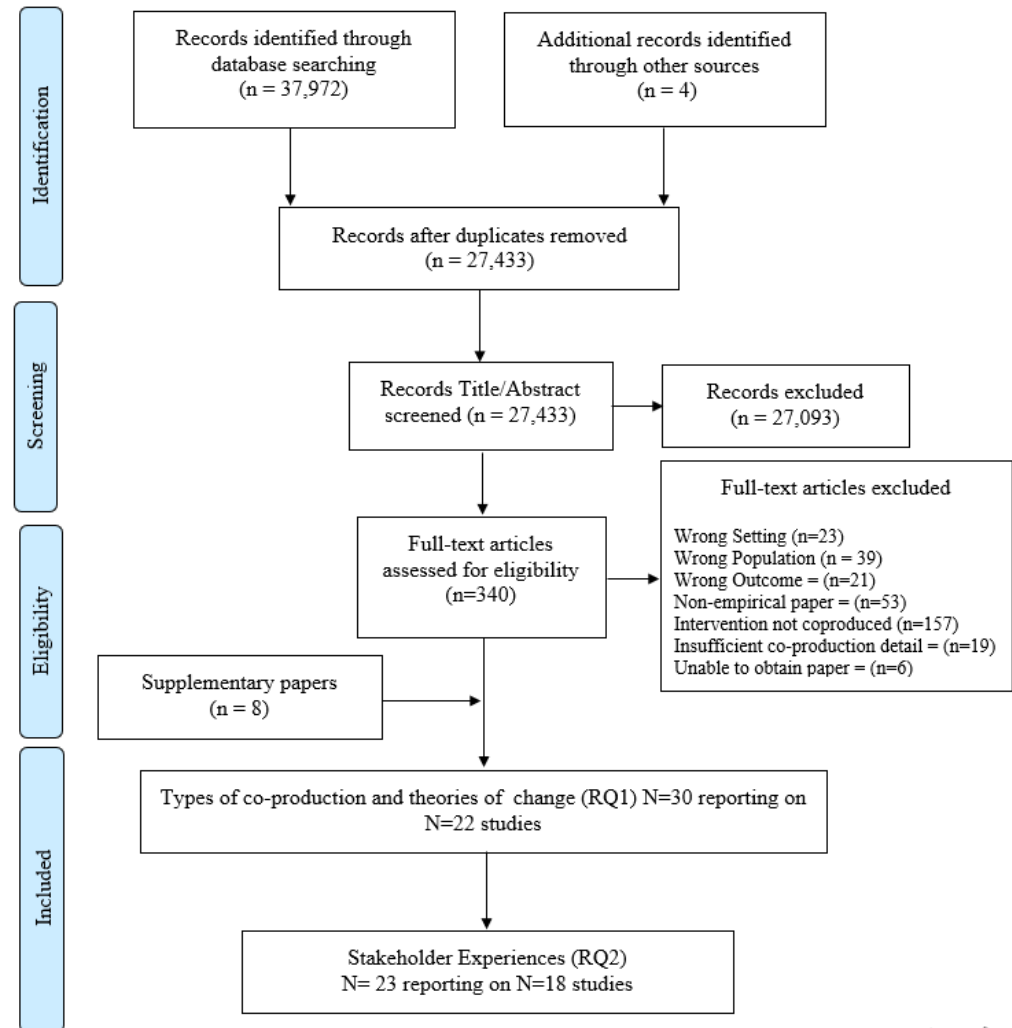 Identification
Records identified through
database searching
(n = 37,972)
Additional records identified
through other sources
(n = 4)
Records after duplicates removed
(n = 27,433)
Screening
Records Title/Abstract
screened (n = 27,433)
Records excluded
(n = 27,093)
Eligibility
Full-text articles
assessed for eligibility
(n=340)
Full-text articles excluded
Wrong Setting (n=23)
Wrong Population (n = 39)
Wrong Outcome = (n=21)
Non-empirical paper = (n=53)
Intervention not coproduced (n=157)
Insufficient co-production detail = (n=19)
Unable to obtain paper = (n=6)
Supplementary papers
(n = 8)
Included
Types of co-production and theories of change (RQ1) N=30 reporting on
N=22 studies
Stakeholder Experiences (RQ2)
N= 23 reporting on N=18 studies